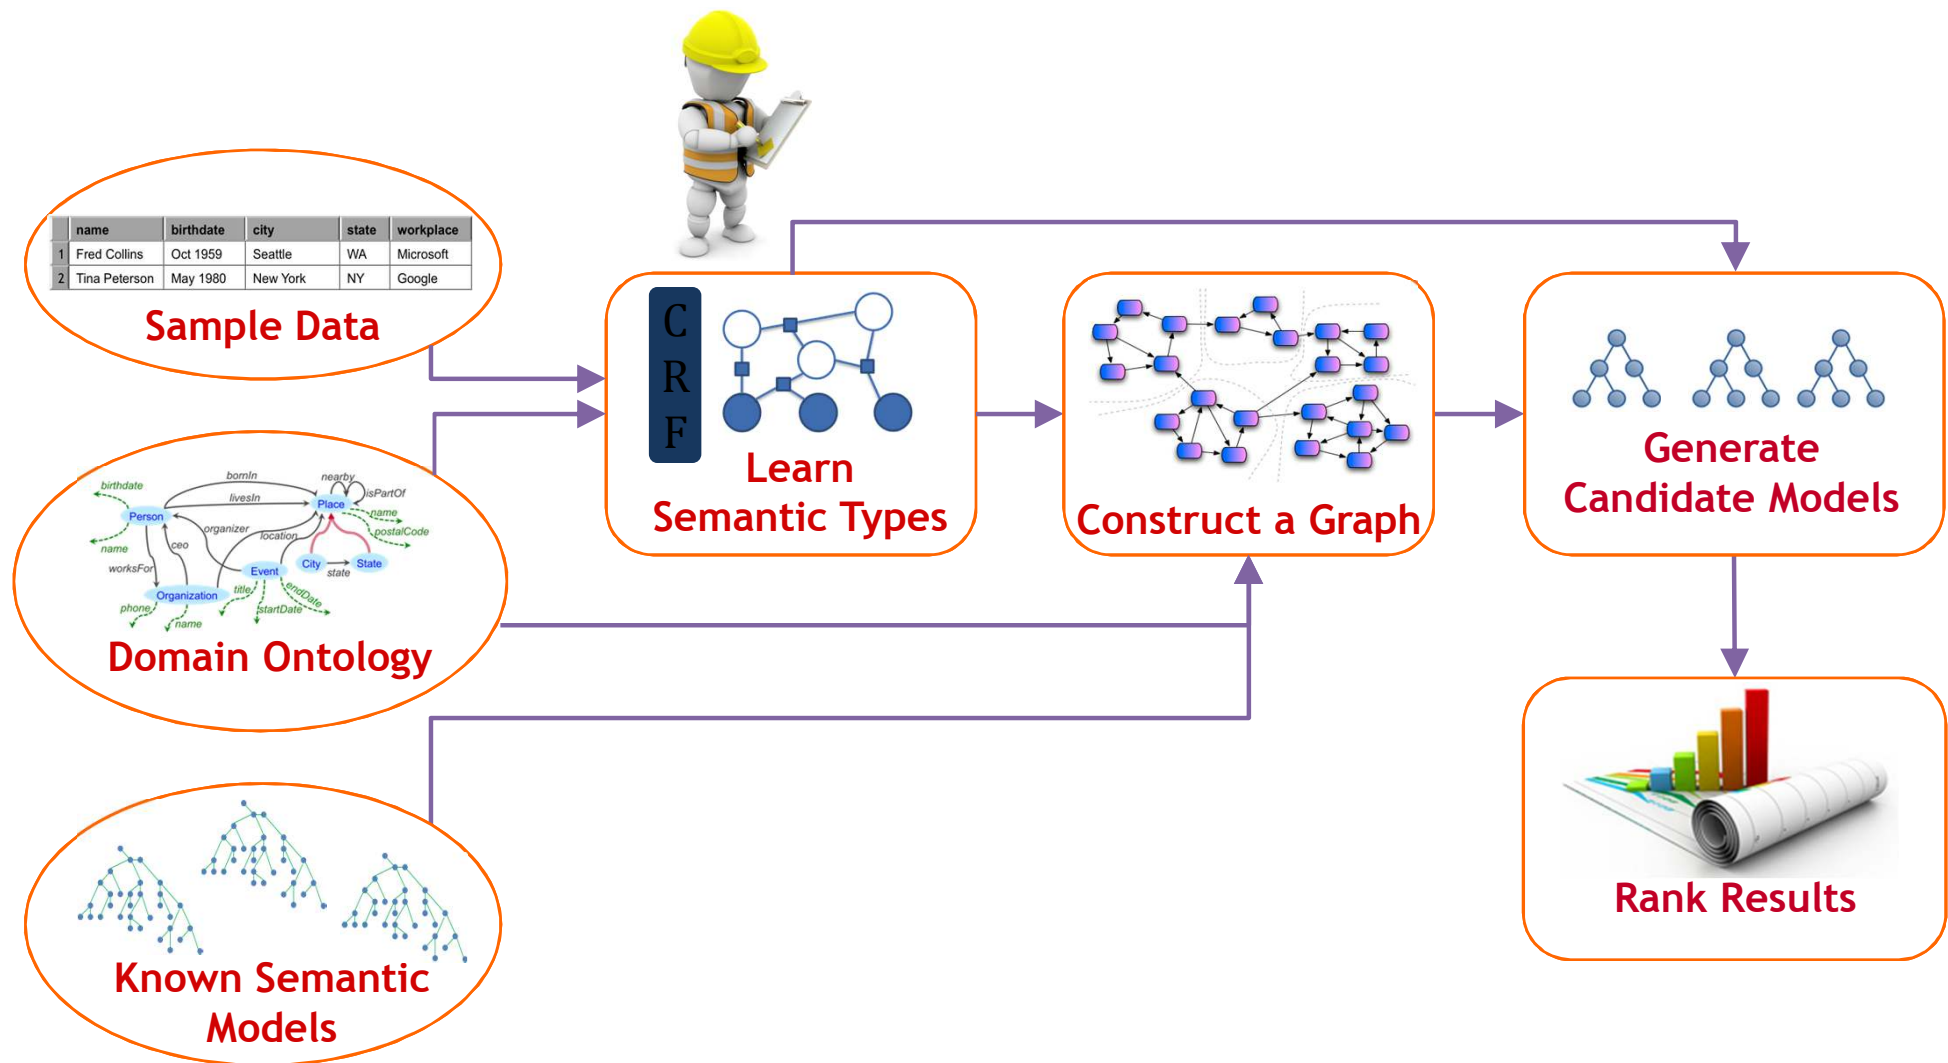 name birthdate city state workplace
1 Fred Collins Oct 1959 Seattle WA Microsoft
2 Tina Peterson May 1980 New York NY Google
Sample Data
C
R
F
Learn
Semantic Types
Construct a Graph
Generate
Candidate Models
bornIn
nearby
birthdate
livesIn
isPartOf
Person
Place
name
organizer
postalCode
name
ceo
location
worksFor
Event
City
state
State
Organization
title
endDate
phone
startDate
name
Domain Ontology
Rank Results
Known Semantic
Models